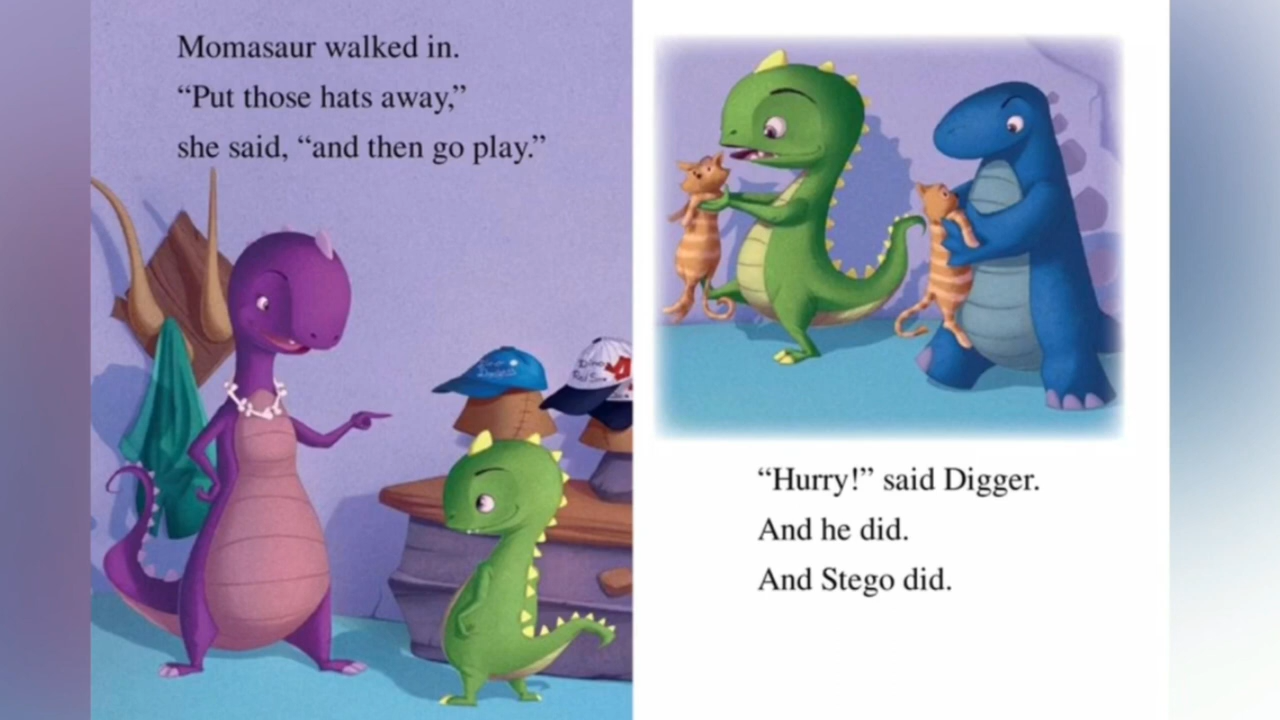 Momasaur walked in.
“Put those hats away,”
she said, “and then go play.”
“Hurry!” said Digger.
And he did.
And Stego did.